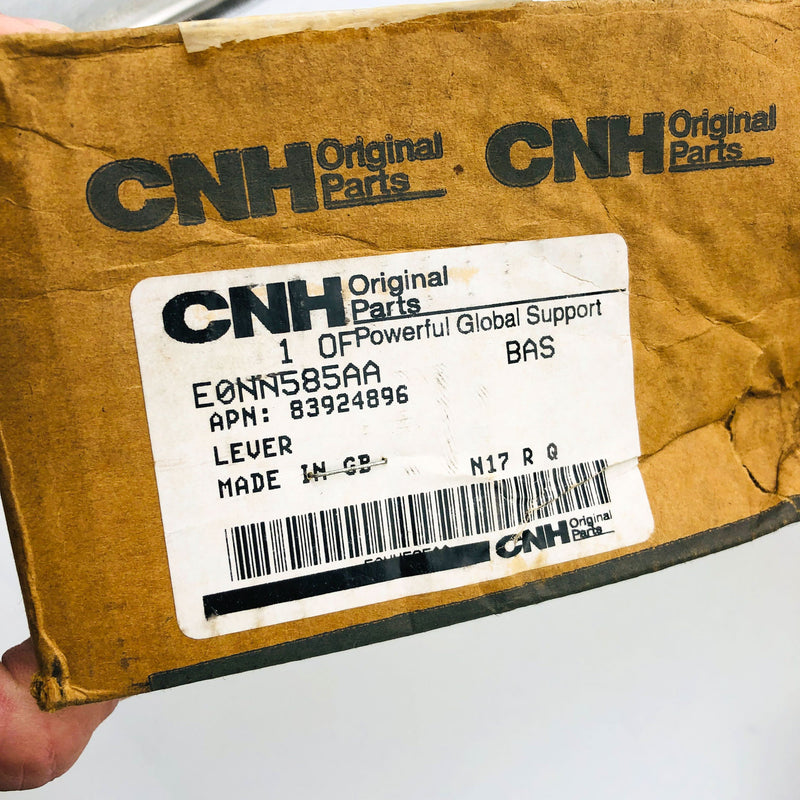 CNH Original Parts
CNH Original Parts
CNH Original Parts
Powerful Global Support
1 OF BAS
E0NN585AA
APN: 83924896
LEVER
MADE IN GB N17 R Q
CNH Original Parts